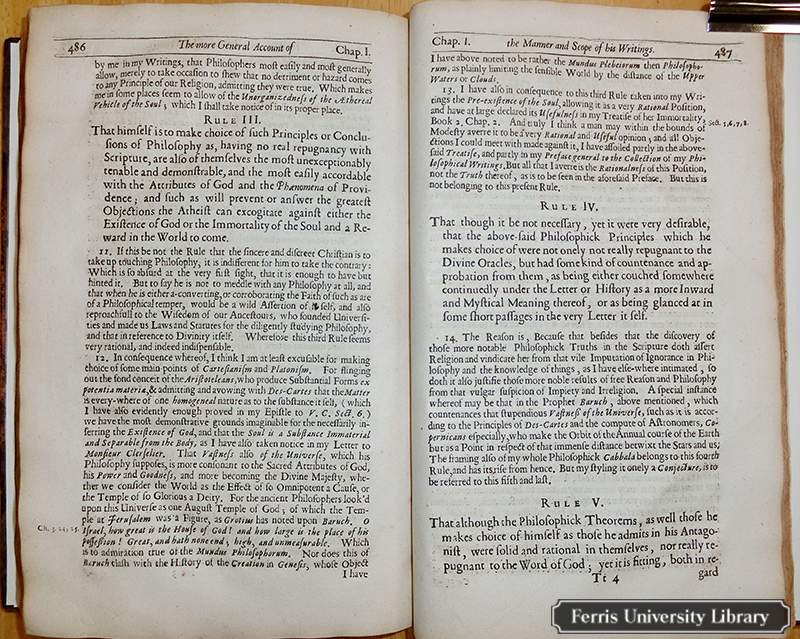 486 The more General Account of Chap. I.
by me in my Writings, that Philosophers moſt eaſily and moſt generally
allow, merely to take occaſion to ſhew that no detriment or hazard comes
to any Principle of our Religion, admitting they were true. Which makes
me in ſome places ſeem to allow of the Unorganizedneſs of the Æthereal
Vehicle of the Soul; which I ſhall take notice of in its proper place.
RULE III.
That himſelf is to make choice of ſuch Principles or Conclu-
ſions of Philoſophy as, having no real repugnancy with
Scripture, are alſo of themſelves the moſt unexceptionably
tenable and demonſtrable, and the moſt eaſily accordable
with the Attributes of God and the Phænomena of Provi-
dence; and ſuch as will prevent or anſwer the greateſt
Objections the Atheiſt can excogitate againſt either the
Exiſtence of God or the Immortality of the Soul and a Re-
ward in the World to come.
11. If this be not the Rule that the ſincere and diſcreet Chriſtian is to
take up touching Philoſophy, it is indifferent for him to take the contrary:
Which is ſo abſurd at the very firſt ſight, that it is enough to have but
hinted it. But to ſay he is not to meddle with any Philoſophy at all, and
that when he is either a-converting, or corroborating the Faith of ſuch as are
of a Philoſophical temper, would be a wild Aſſertion of it ſelf, and alſo
reproachfull to the Wiſedom of our Anceſtours, who founded Univerſi-
ties and made us Laws and Statutes for the diligently ſtudying Philoſophy,
and that in reference to Divinity it ſelf. Wherefore this third Rule ſeems
very rational, and indeed indiſpenſable.
12. In conſequence whereof, I think I am at leaſt excuſable for making
choice of ſome main points of Carteſianiſm and Platoniſm. For flinging
out the fond conceit of the Ariſtoteleans, who produce Subſtantial Forms ex
potentia materiæ, & admitting and avowing with Des-Cartes that the Matter
is every-where of one homogeneal nature as to the ſubſtance it ſelf, (which
I have alſo evidently enough proved in my Epiſtle to V. C. Sect. 6.)
we have the moſt demonſtrative grounds imaginable for the neceſſarily in-
ferring the Exiſtence of God, and that the Soul is a Subſtance Immaterial
and Separable from the Body, as I have alſo taken notice in my Letter to
Monſieur Clerſelier. That Vaſtneſs alſo of the Univerſe, which his
Philoſophy ſuppoſes, is more conſonant to the Sacred Attributes of God,
his Power and Goodneſs, and more becoming the Divine Majeſty, whe-
ther we conſider the World as the Effect of ſo Omnipotent a Cauſe, or
the Temple of ſo Glorious a Deity. For the ancient Philoſophers look'd
upon this Univerſe as one Auguſt Temple of God; of which the Tem-
ple at Jeruſalem was a Figure, as Grotius has noted upon Baruch. O
Ch. 3. 24, 25. Iſrael, how great is the Houſe of God! and how large is the place of his
poſſeſſion! Great, and hath none end; high, and unmeaſurable. Which
is to admiration true of the Mundus Philoſophorum. Nor does this of
Baruch claſh with the Hiſtory of the Creation in Geneſis, whoſe Object
I have
Chap. I. the Manner and Scope of his Writings. 487
I have above noted to be rather the Mundus Plebeiorum then Philoſopho-
rum, as plainly limiting the ſenſible World by the diſtance of the Upper
Waters or Clouds.
13. I have alſo in conſequence to this third Rule taken into my Wri-
tings the Pre-exiſtence of the Soul, allowing it as a very Rational Poſition,
and have at large declared its Uſefulneſs in my Treatiſe of her Immortality,
Book 2. Chap. 2. And truly I think a man may within the bounds of Sect. 5, 6, 7, 8.
Modeſty averre it to be a very Rational and Uſeful opinion; and all Obje-
ctions I could meet with made againſt it, I have aſſoiled partly in the above-
ſaid Treatiſe, and partly in my Preface general to the Collection of my Phi-
loſophical Writings. But all that I averre is the Rationalneſs of this Poſition,
not the Truth thereof, as is to be ſeen in the aforeſaid Preface. But this is
not belonging to this preſent Rule.
RULE IV.
That though it be not neceſſary, yet it were very deſirable,
that the above-ſaid Philoſophick Principles which he
makes choice of were not onely not really repugnant to the
Divine Oracles, but had ſome kind of countenance and ap-
probation from them, as being either couched ſomewhere
continuedly under the Letter or Hiſtory as a more Inward
and Myſtical Meaning thereof, or as being glanced at in
ſome ſhort paſſages in the very Letter it ſelf.
14. The Reaſon is, Becauſe that beſides that the diſcovery of
thoſe more notable Philoſophick Truths in the Scripture doth aſſert
Religion and vindicate her from that vile Imputation of Ignorance in Phi-
loſophy and the knowledge of things, as I have elſe-where intimated, ſo
doth it alſo juſtifie thoſe more noble reſults of free Reaſon and Philoſophy
from that vulgar ſuſpicion of Impiety and Irreligion. A ſpecial inſtance
whereof may be that in the Prophet Baruch, above mentioned, which
countenances that ſtupendious Vaſtneſs of the Univerſe, ſuch as it is accor-
ding to the Principles of Des-Cartes and the compute of Aſtronomers, Co-
pernicans eſpecially, who make the Orbit of the Annual courſe of the Earth
but as a Point in reſpect of that immenſe diſtance betwixt the Stars and us.
The framing alſo of my whole Philoſophick Cabbala belongs to this fourth
Rule, and has its riſe from hence. But my ſtyling it onely a Conjecture, is to
be referred to this fifth and laſt.
RULE V.
That although the Philoſophick Theorems, as well thoſe he
makes choice of himſelf as thoſe he admits in his Antago-
niſt, were ſolid and rational in themſelves, nor really re-
pugnant to the Word of God; yet it is fitting, both in re-
Tt 4 gard
Ferris University Library